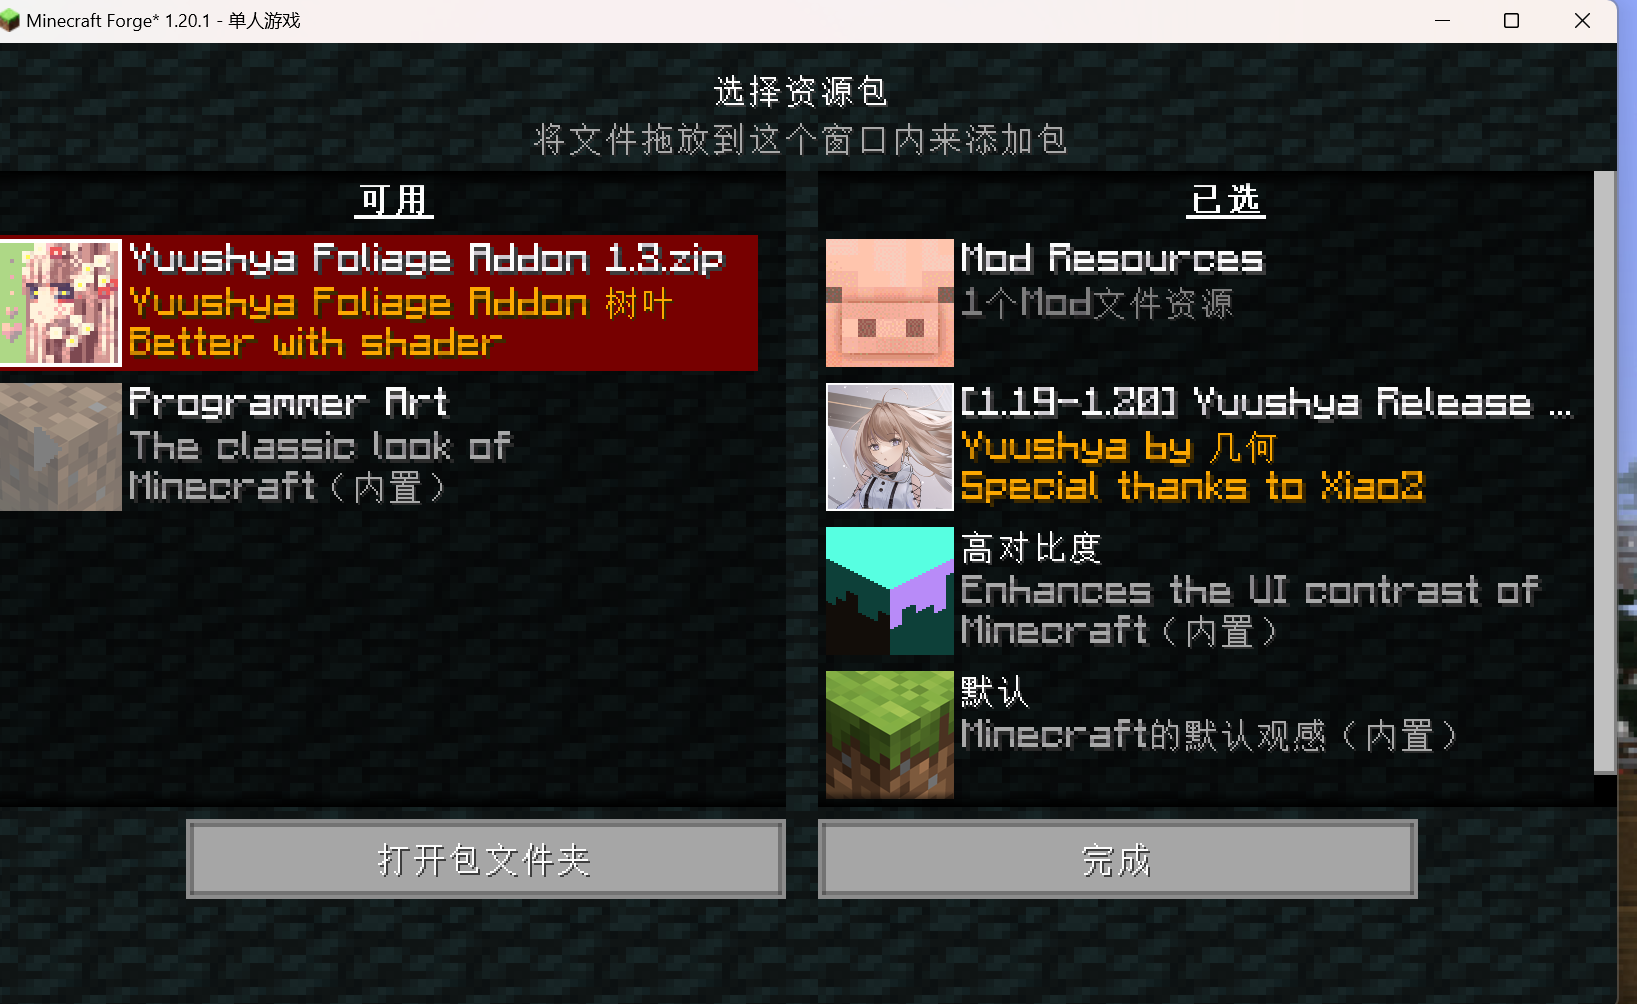 Minecraft Forge* 1.20.1 - 单人游戏
选择资源包
将文件拖放到这个窗口内来添加包
可用
Yuushya Foliage Addon 1.3.zip
Yuushya Foliage Addon 树叶
Better with shader
Programmer Art
The classic look of
Minecraft（内置）
已选
Mod Resources
1个Mod文件资源
[1.19-1.20] Yuushya Release ...
Yuushya by 几何
Special thanks to Xiao2
高对比度
Enhances the UI contrast of
Minecraft（内置）
默认
Minecraft的默认观感（内置）
打开包文件夹
完成